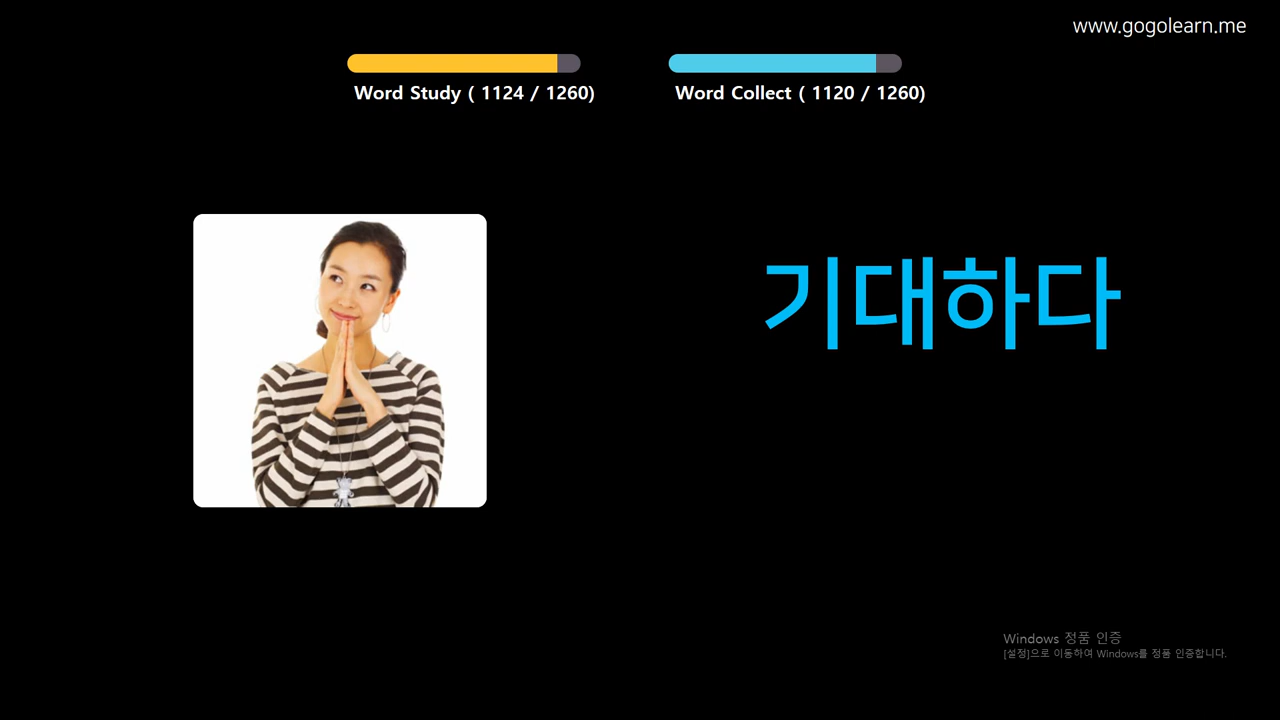 www.gogolearn.me
Word Study ( 1124 / 1260)
Word Collect ( 1120 / 1260)
기대하다
Windows 정품 인증
[설정]으로 이동하여 Windows를 정품 인증합니다.